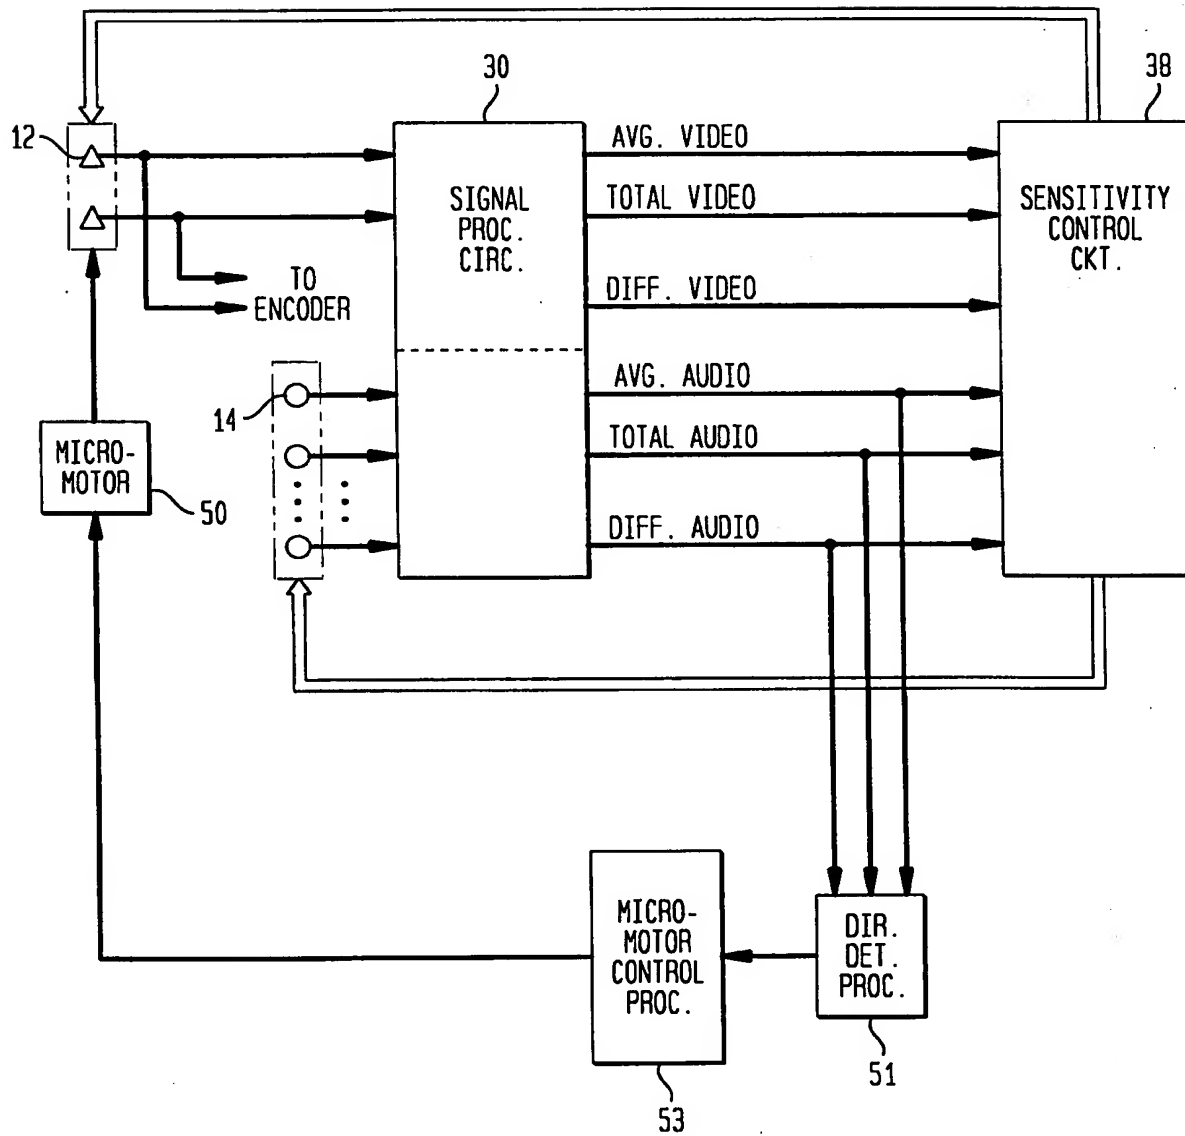 30
38
12
AVG. VIDEO
SIGNAL
PROC.
CIRC.
TOTAL VIDEO
SENSITIVITY
CONTROL
CKT.
TO
ENCODER
DIFF. VIDEO
AVG. AUDIO
14
TOTAL AUDIO
MICRO-
MOTOR
50
DIFF. AUDIO
MICRO-
MOTOR
CONTROL
PROC.
DIR.
DET.
PROC.
51
53